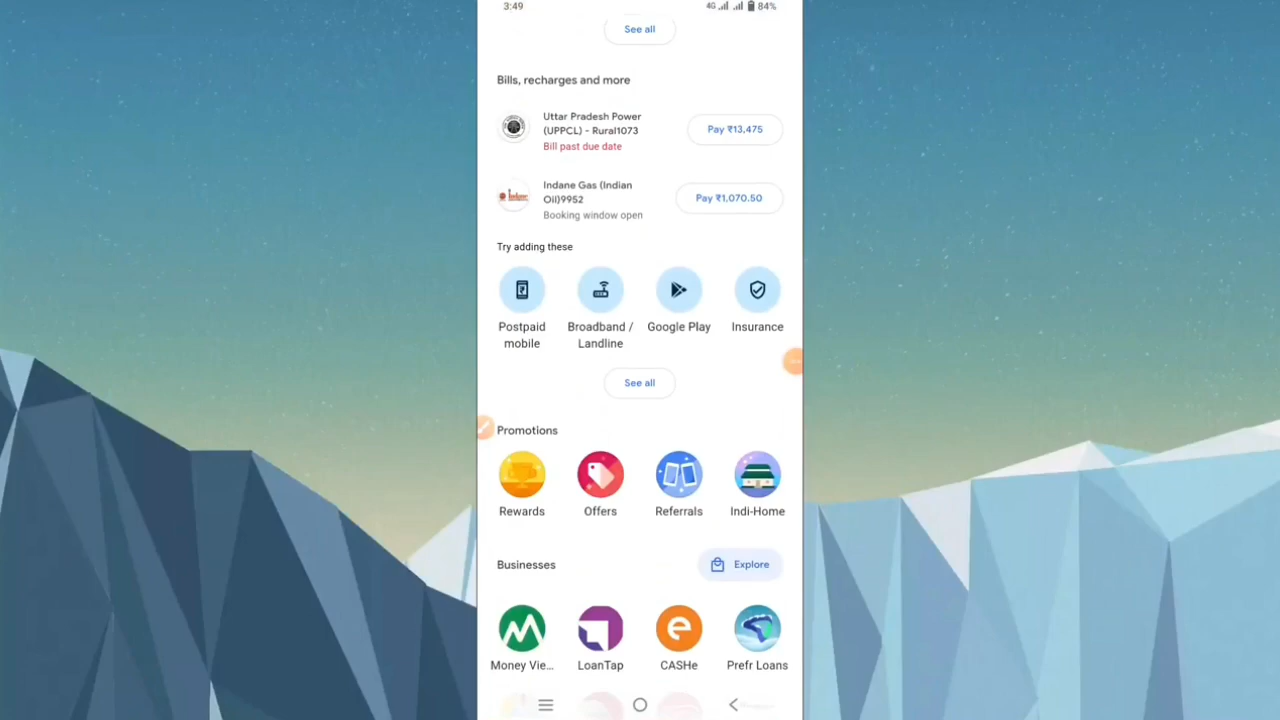 3:49
4G
84%
See all
Bills, recharges and more
Uttar Pradesh Power
(UPPCL) - Rural1073
Bill past due date
Pay ₹13,475
Indane Gas (Indian
Oil)9952
Booking window open
Pay ₹1,070.50
Try adding these
Postpaid
mobile
Broadband /
Landline
Google Play
Insurance
See all
Promotions
Rewards
Offers
Referrals
Indi-Home
Businesses
Explore
Money Vie...
LoanTap
CASHe
Prefr Loans